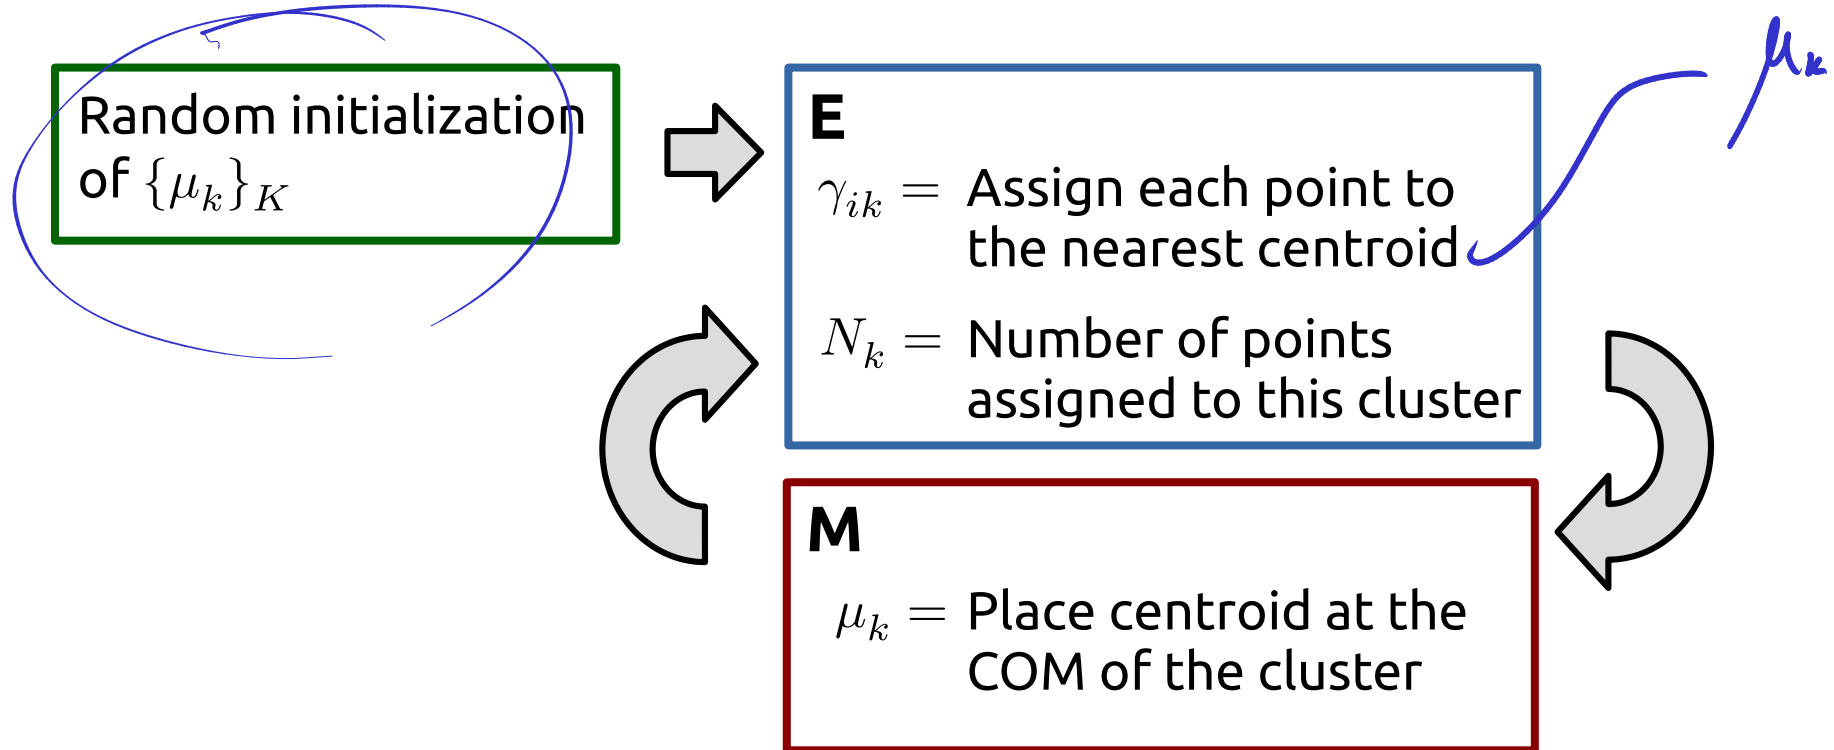 Random initialization
of {μ_k}_K
E
γ_ik = Assign each point to
the nearest centroid
N_k = Number of points
assigned to this cluster
M
μ_k = Place centroid at the
COM of the cluster
μ_k